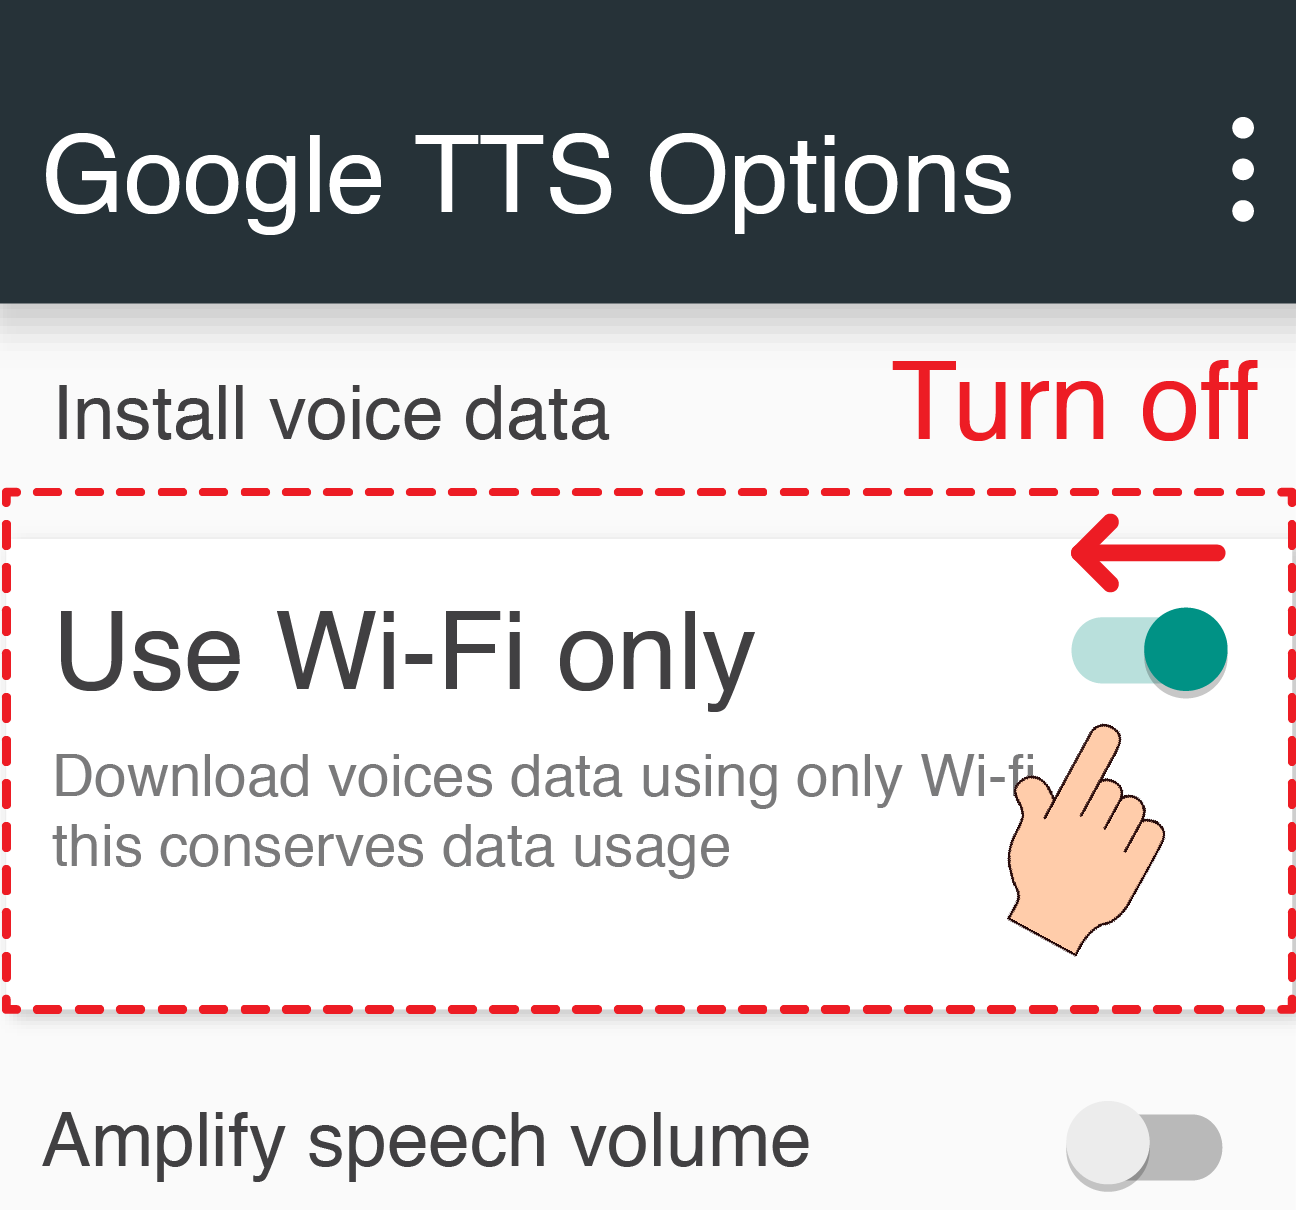 Google TTS Options
Install voice data
Turn off
Use Wi-Fi only
Download voices data using only Wi-fi
this conserves data usage
Amplify speech volume